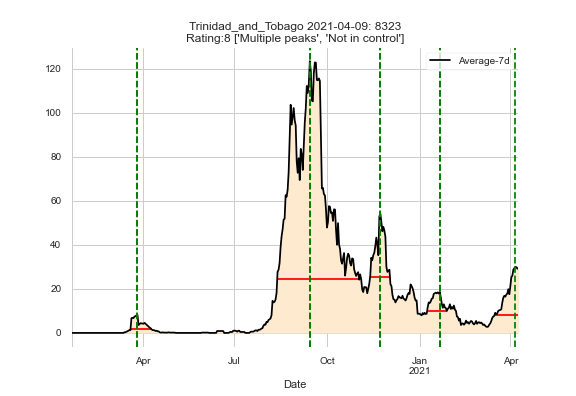 Trinidad_and_Tobago 2021-04-09: 8323
Rating:8 ['Multiple peaks', 'Not in control']
Average-7d
120
100
80
60
40
20
0
Apr
Jul
Oct
Jan
2021
Apr
Date